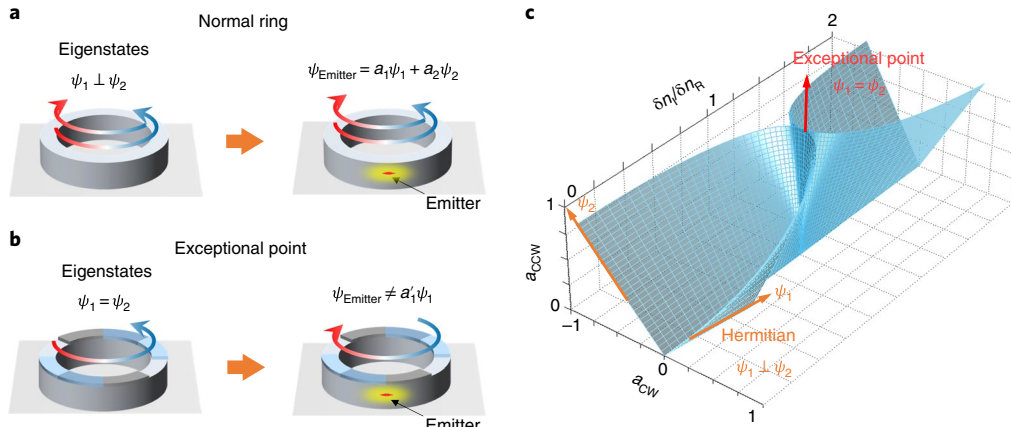 a
Normal ring
Eigenstates
ψ1 ⊥ ψ2
ψEmitter = a1ψ1 + a2ψ2
Emitter
b
Exceptional point
Eigenstates
ψ1 = ψ2
ψEmitter ≠ a′1ψ1
Emitter
c
2
Exceptional point
ψ1 = ψ2
δnI/δnR
1
0
1
ψ2
aCCW
0
–1
ψ1
Hermitian
ψ1 ⊥ ψ2
0
aCW
1